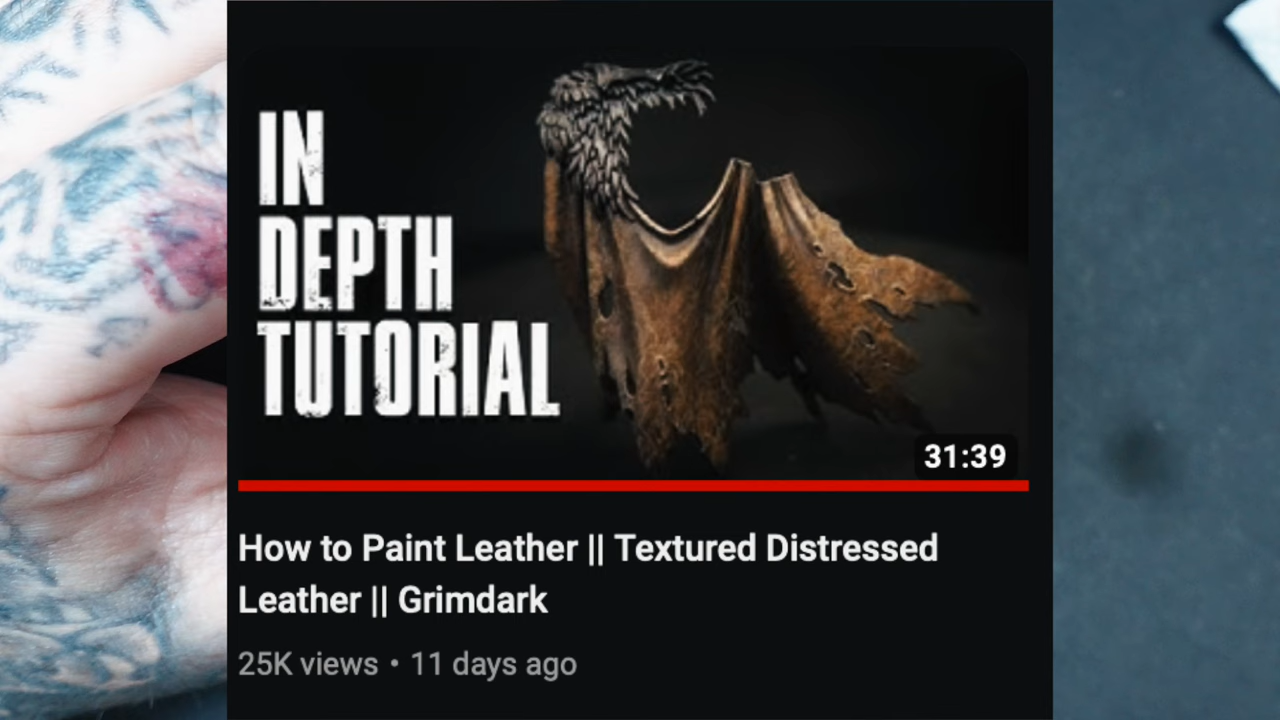 IN
DEPTH
TUTORIAL
31:39
How to Paint Leather || Textured Distressed
Leather || Grimdark
25K views • 11 days ago